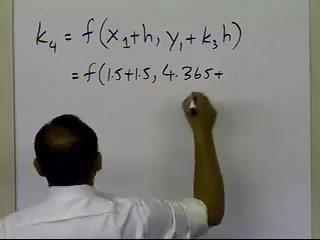 k₄ = f(x₁+h, y₁+k₃h)
= f(1.5+1.5, 4.365+